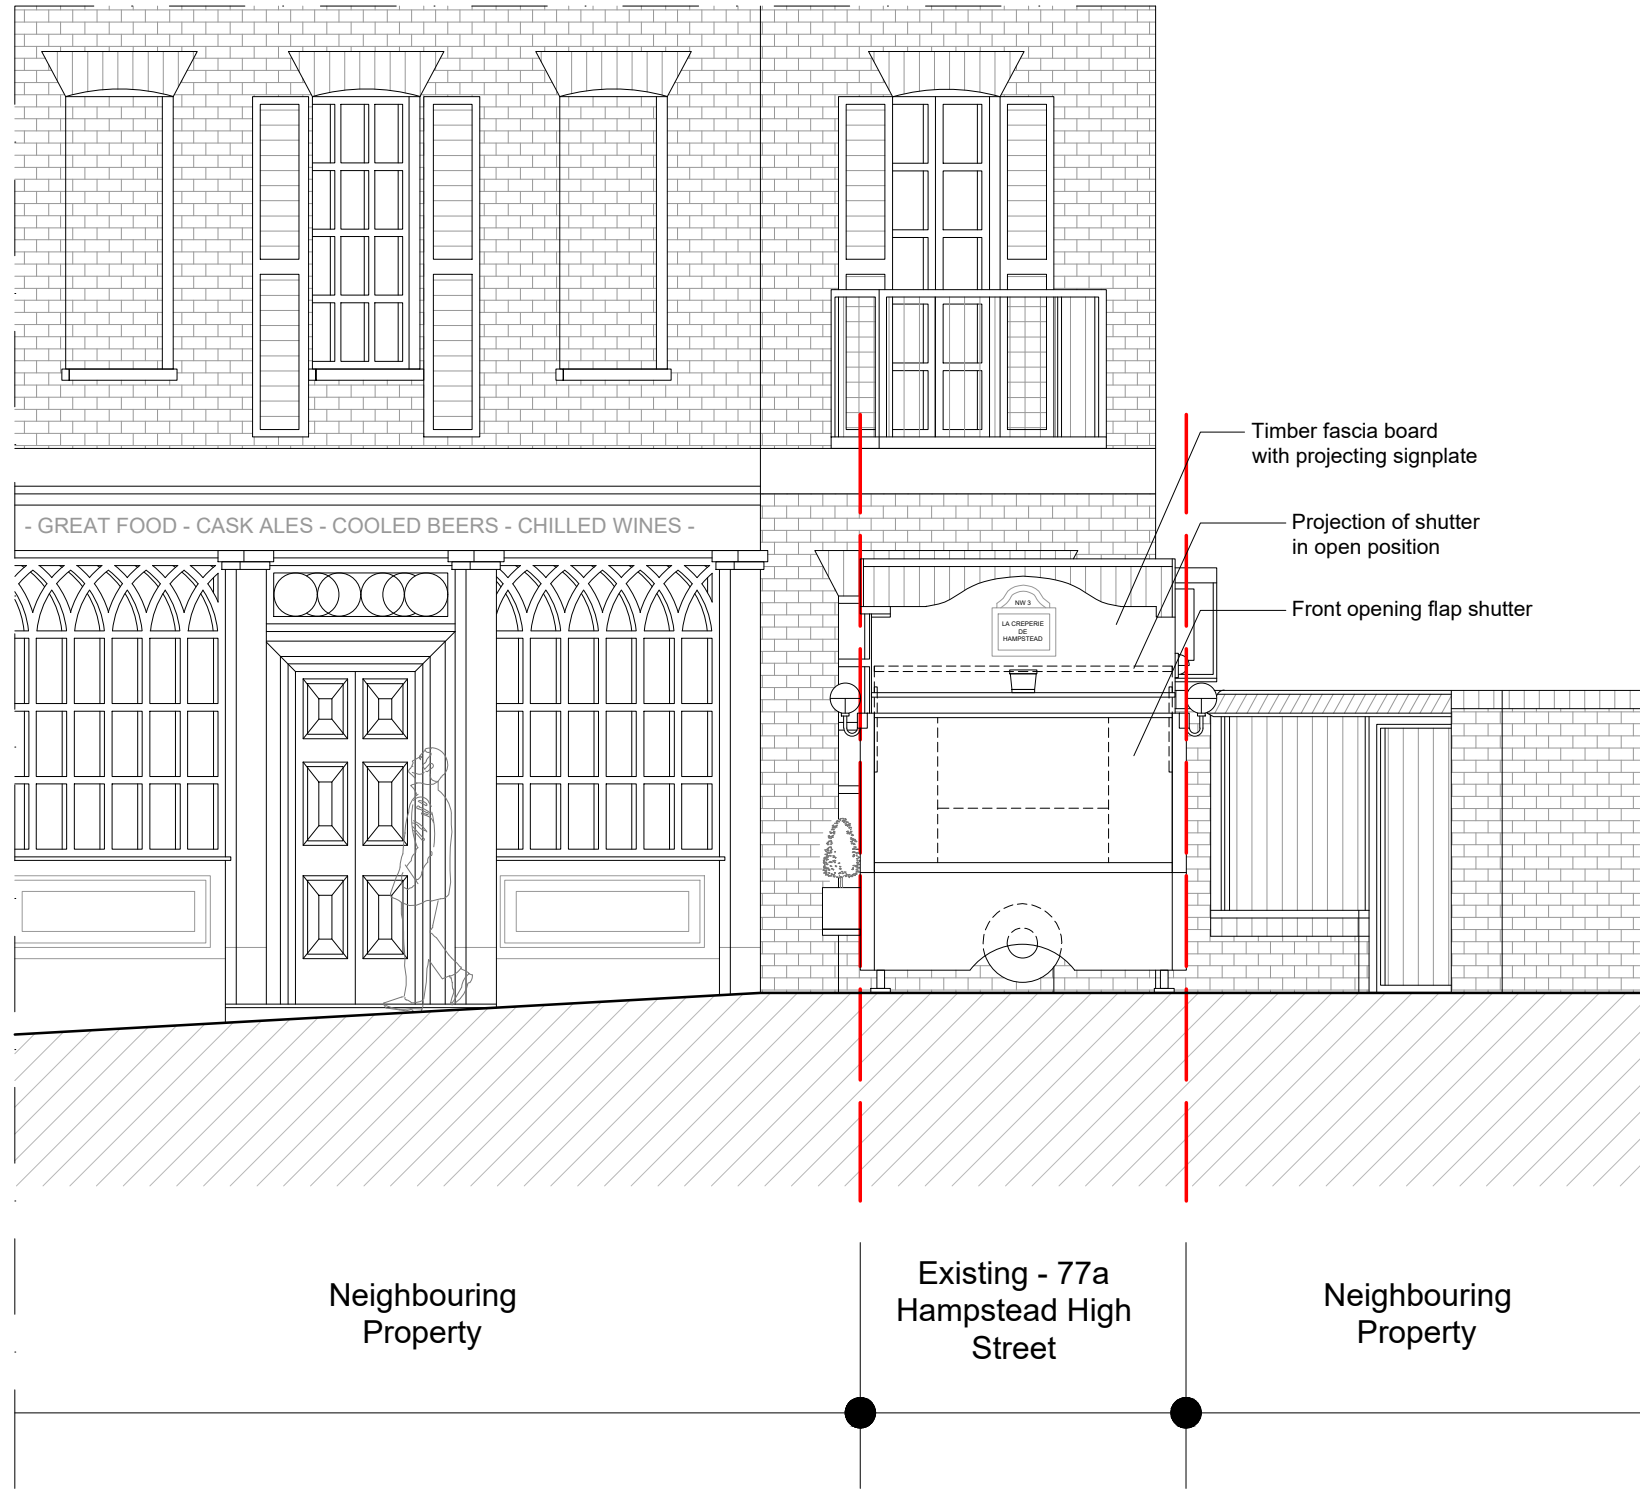 Timber fascia board
with projecting signplate
- GREAT FOOD - CASK ALES - COOLED BEERS - CHILLED WINES -
Projection of shutter
in open position
NW 3
LA CREPERIE
DE
HAMPSTEAD
Front opening flap shutter
Neighbouring
Property
Existing - 77a
Hampstead High
Street
Neighbouring
Property